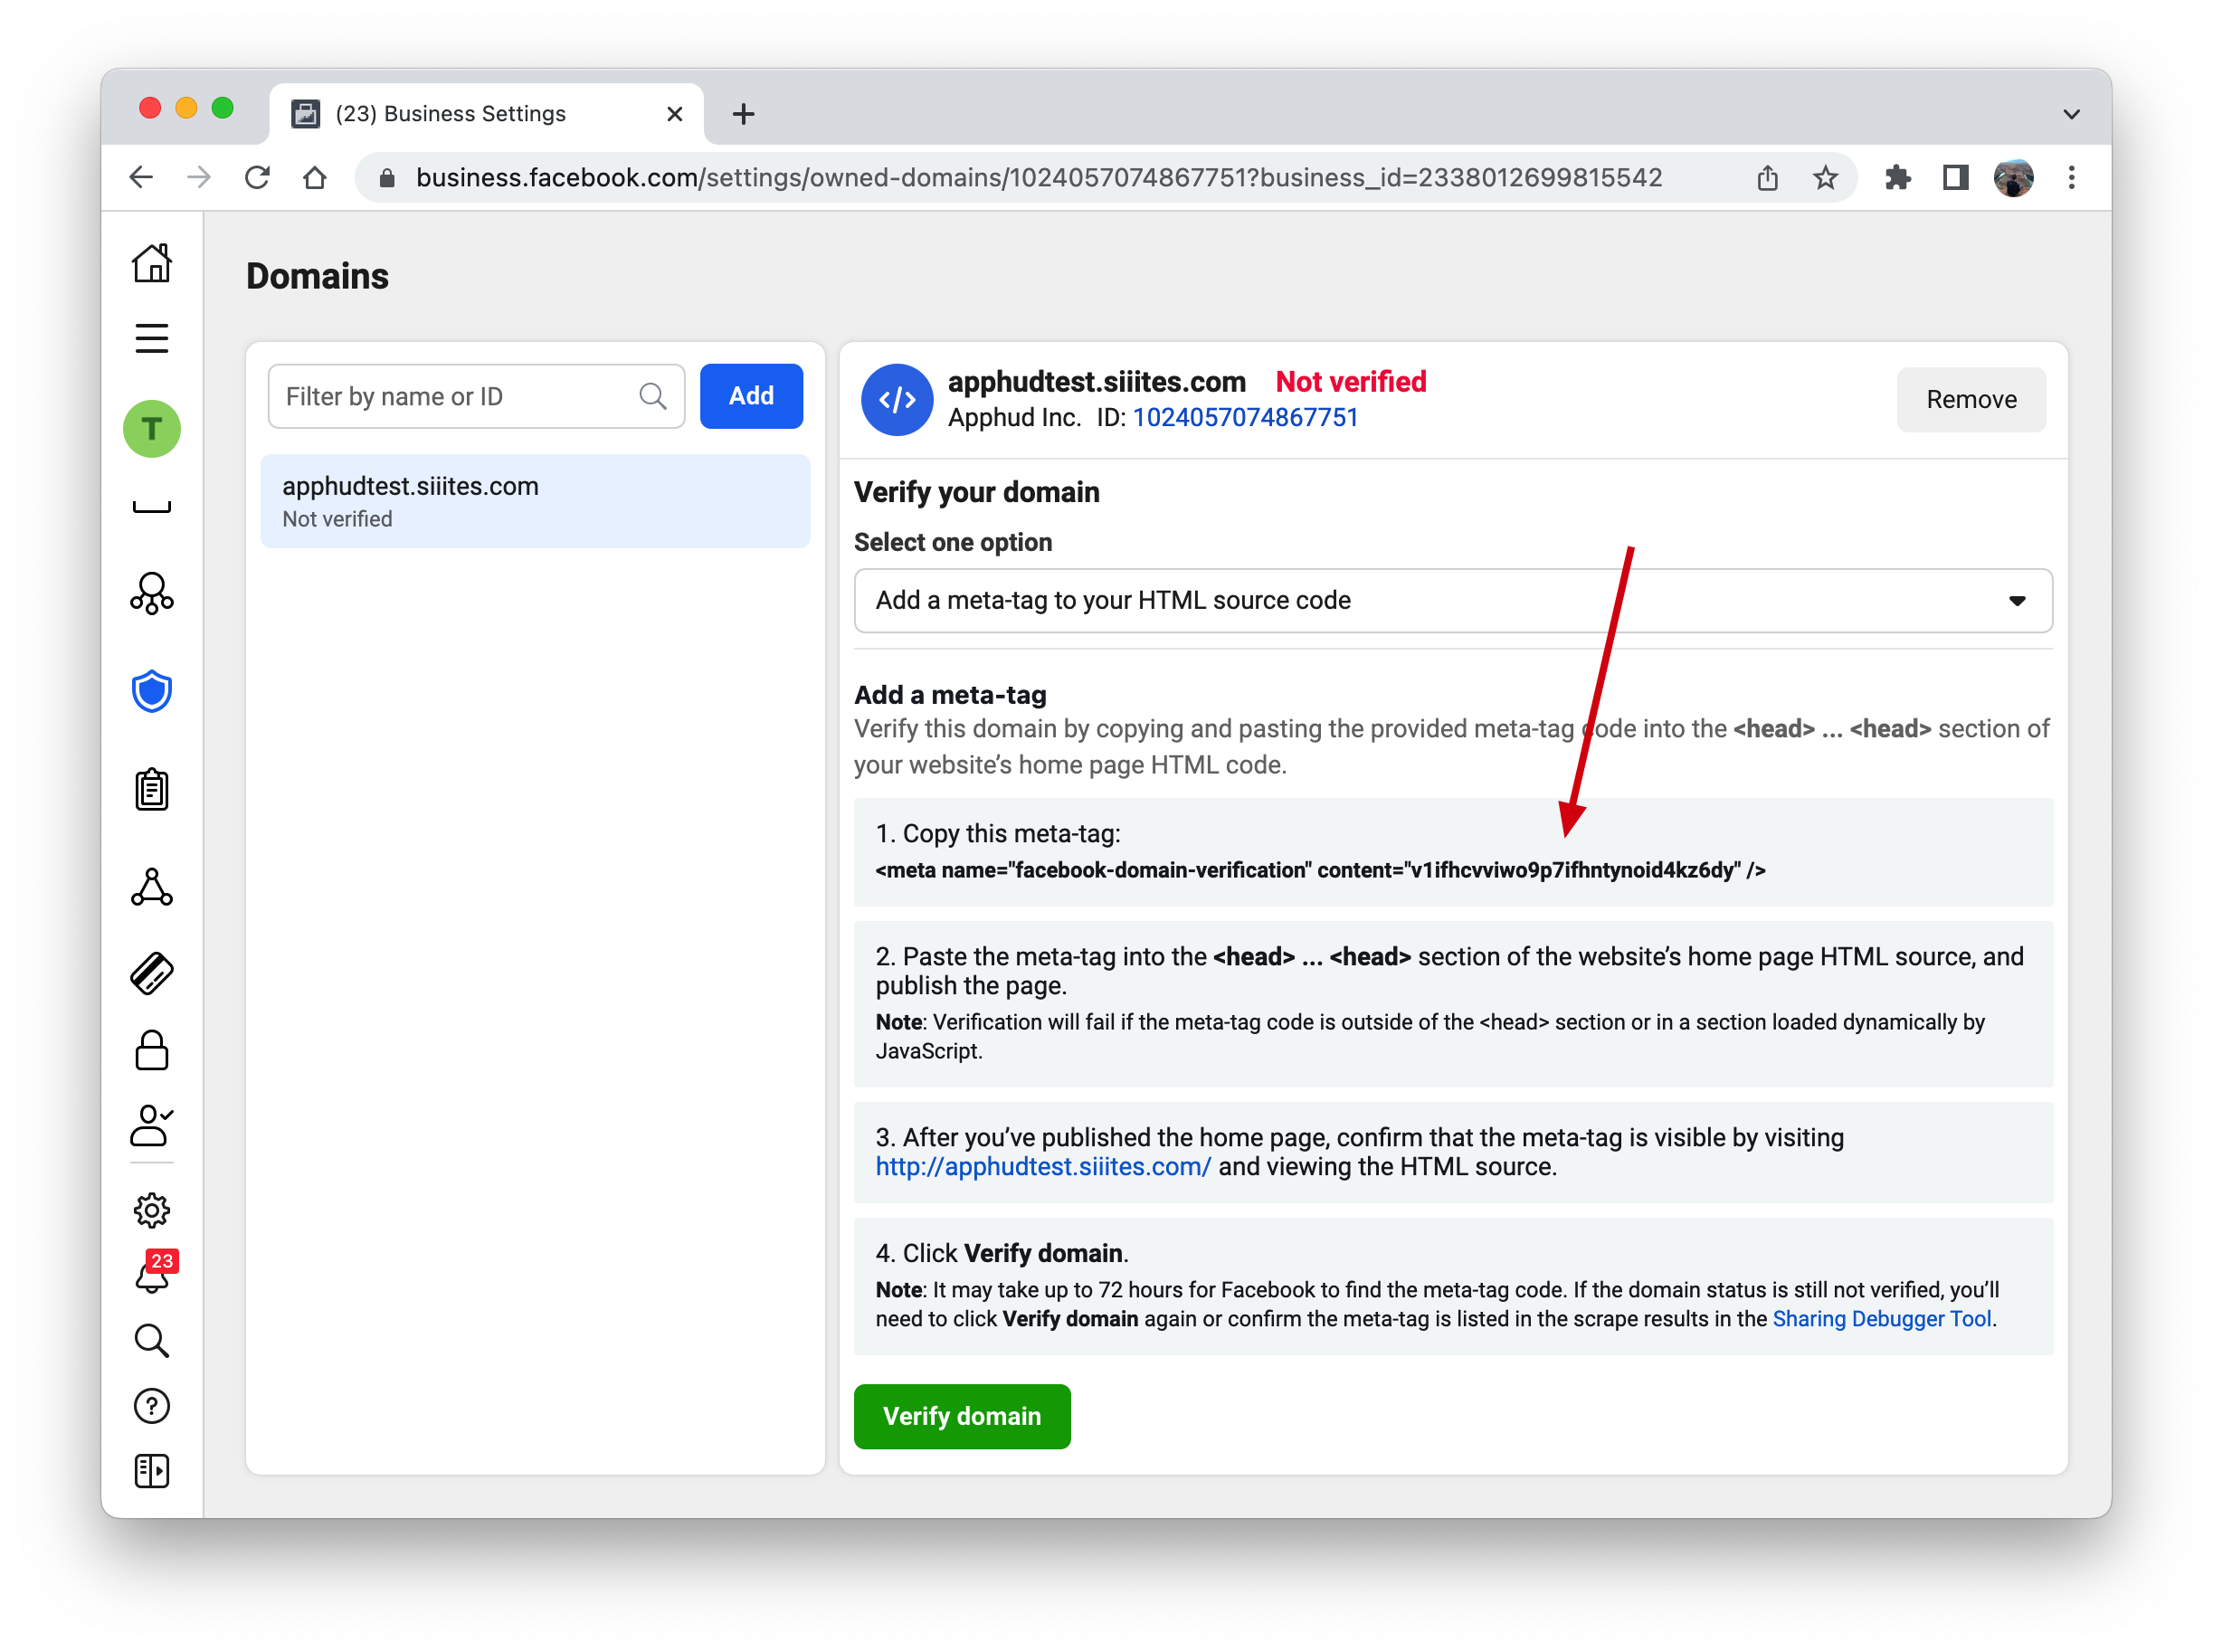 (23) Business Settings
business.facebook.com/settings/owned-domains/1024057074867751?business_id=2338012699815542
Domains
Filter by name or ID
Add
apphudtest.siiites.com
Not verified
T
23
apphudtest.siiites.com Not verified
Apphud Inc. ID: 1024057074867751
Remove
Verify your domain
Select one option
Add a meta-tag to your HTML source code
Add a meta-tag
Verify this domain by copying and pasting the provided meta-tag code into the <head> ... <head> section of
your website’s home page HTML code.
1. Copy this meta-tag:
<meta name="facebook-domain-verification" content="v1ifhcvviwo9p7ifhntynoid4kz6dy" />
2. Paste the meta-tag into the <head> ... <head> section of the website’s home page HTML source, and
publish the page.
Note: Verification will fail if the meta-tag code is outside of the <head> section or in a section loaded dynamically by
JavaScript.
3. After you’ve published the home page, confirm that the meta-tag is visible by visiting
http://apphudtest.siiites.com/ and viewing the HTML source.
4. Click Verify domain.
Note: It may take up to 72 hours for Facebook to find the meta-tag code. If the domain status is still not verified, you’ll
need to click Verify domain again or confirm the meta-tag is listed in the scrape results in the Sharing Debugger Tool.
Verify domain